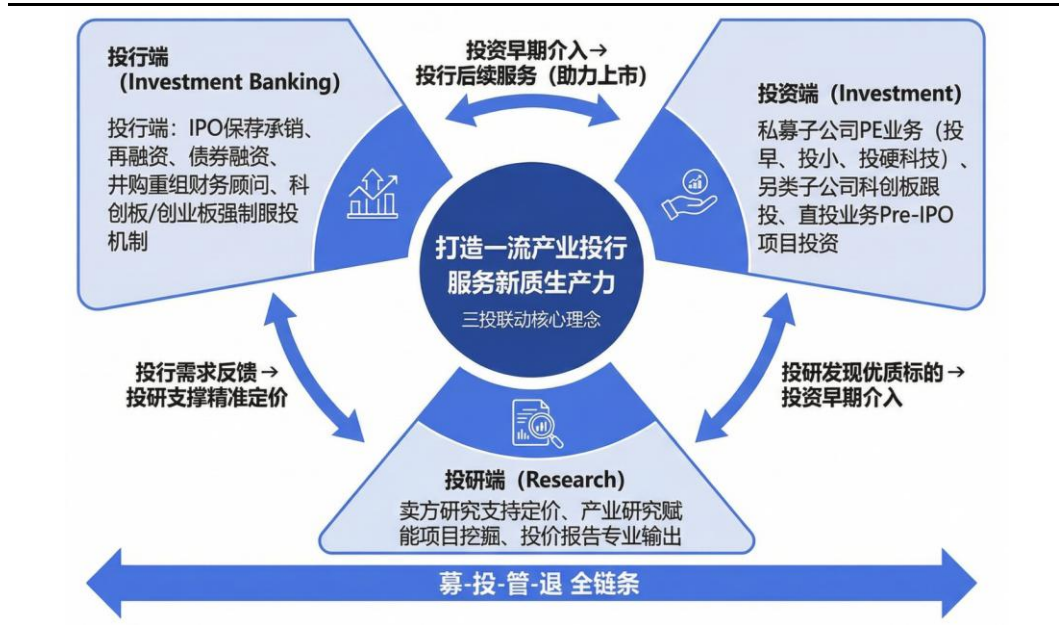 投行端
（Investment Banking）
投行端：IPO保荐承销、
再融资、债券融资、
井购重组财务顾问、科
创板/创业板强制眼投
机制
投资早期介入→
投行后续服务（助力上市）
投资端（Investment）
私募子公司PE业务（投
早、投小、投硬科技）、
另类子公司科创板跟
投、直投业务Pre-IPO
项目投资
打造一流产业投行
服务新质生产力
三投联动核心理念
投行需求反馈→
投研支撑精准定价
投研发现优质标的→
投资早期介入
投研端（Research）
卖方研究支持定价、产业研究赋
能项目挖掘、投价报告专业输出
募-投-管-退 全链条